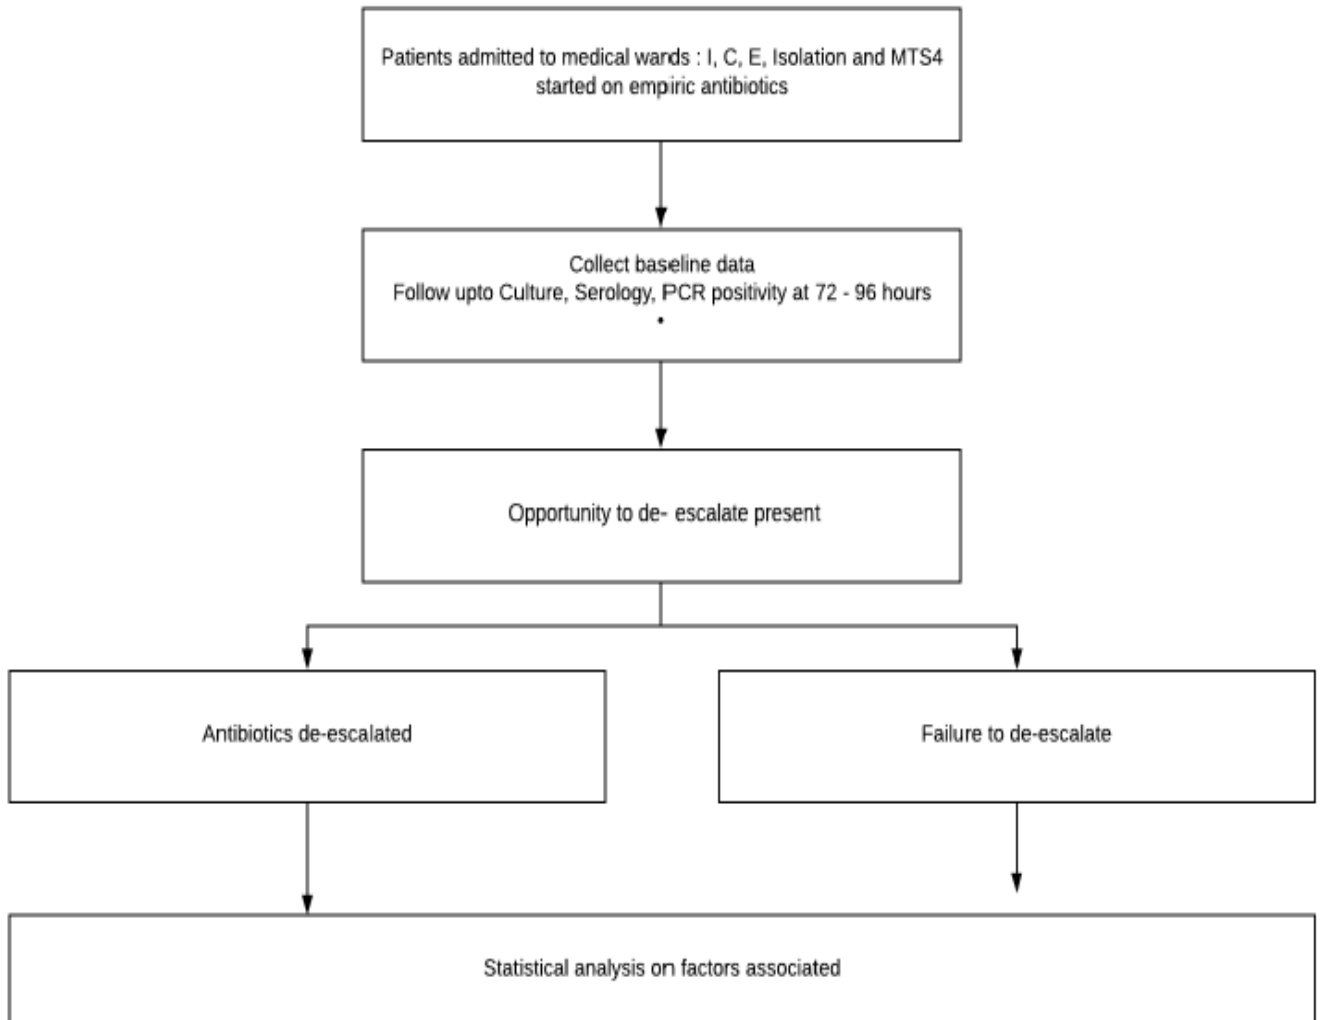 Patients admitted to medical wards : I, C, E, Isolation and MTS4
started on empiric antibiotics
Collect baseline data
Follow upto Culture, Serology, PCR positivity at 72 - 96 hours
•
Opportunity to de- escalate present
Antibiotics de-escalated
Failure to de-escalate
Statistical analysis on factors associated